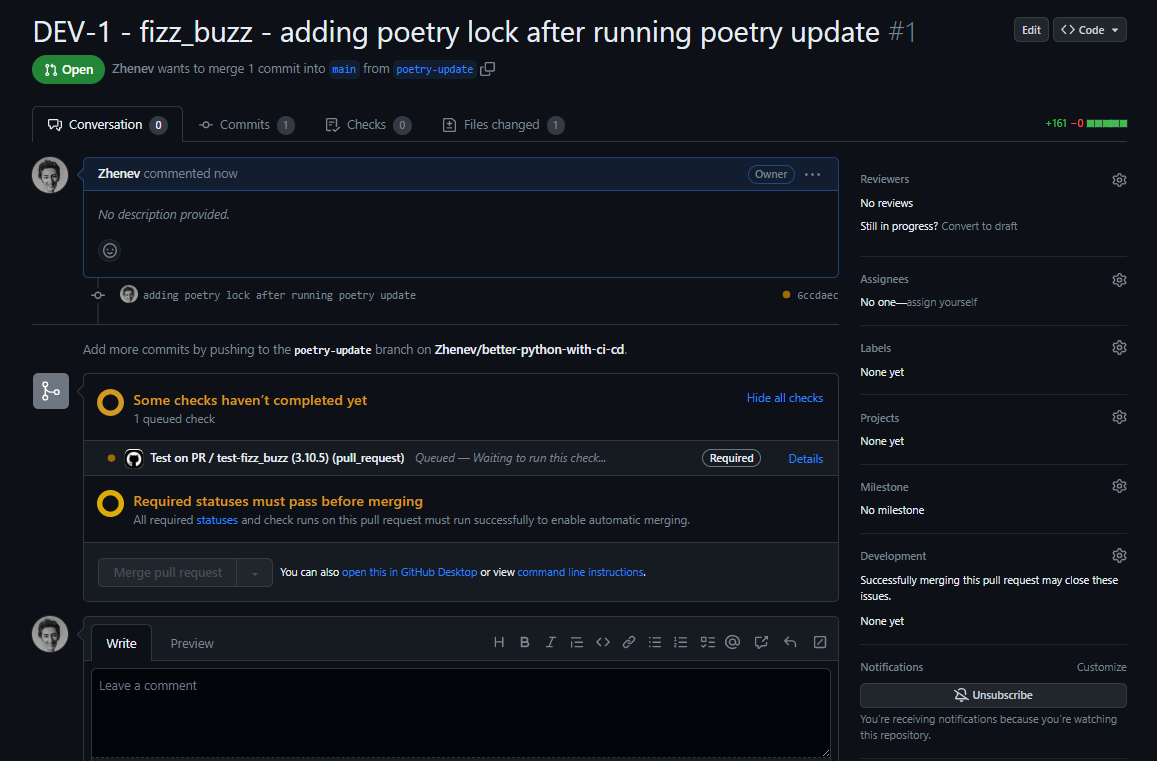 DEV-1 - fizz_buzz - adding poetry lock after running poetry update #1
Edit
<> Code
Open
Zhenev wants to merge 1 commit into main from poetry-update
Conversation 0
Commits 1
Checks 0
Files changed 1
+161 −0
Zhenev commented now
Owner
...
No description provided.
adding poetry lock after running poetry update
6ccdaec
Add more commits by pushing to the poetry-update branch on Zhenev/better-python-with-ci-cd.
Some checks haven't completed yet
1 queued check
Hide all checks
Test on PR / test-fizz_buzz (3.10.5) (pull_request) Queued — Waiting to run this check...
Required
Details
Required statuses must pass before merging
All required statuses and check runs on this pull request must run successfully to enable automatic merging.
Merge pull request
You can also open this in GitHub Desktop or view command line instructions.
Write
Preview
H B I
Leave a comment
Reviewers
No reviews
Still in progress? Convert to draft
Assignees
No one—assign yourself
Labels
None yet
Projects
None yet
Milestone
No milestone
Development
Successfully merging this pull request may close these
issues.
None yet
Notifications
Customize
Unsubscribe
You're receiving notifications because you're watching
this repository.